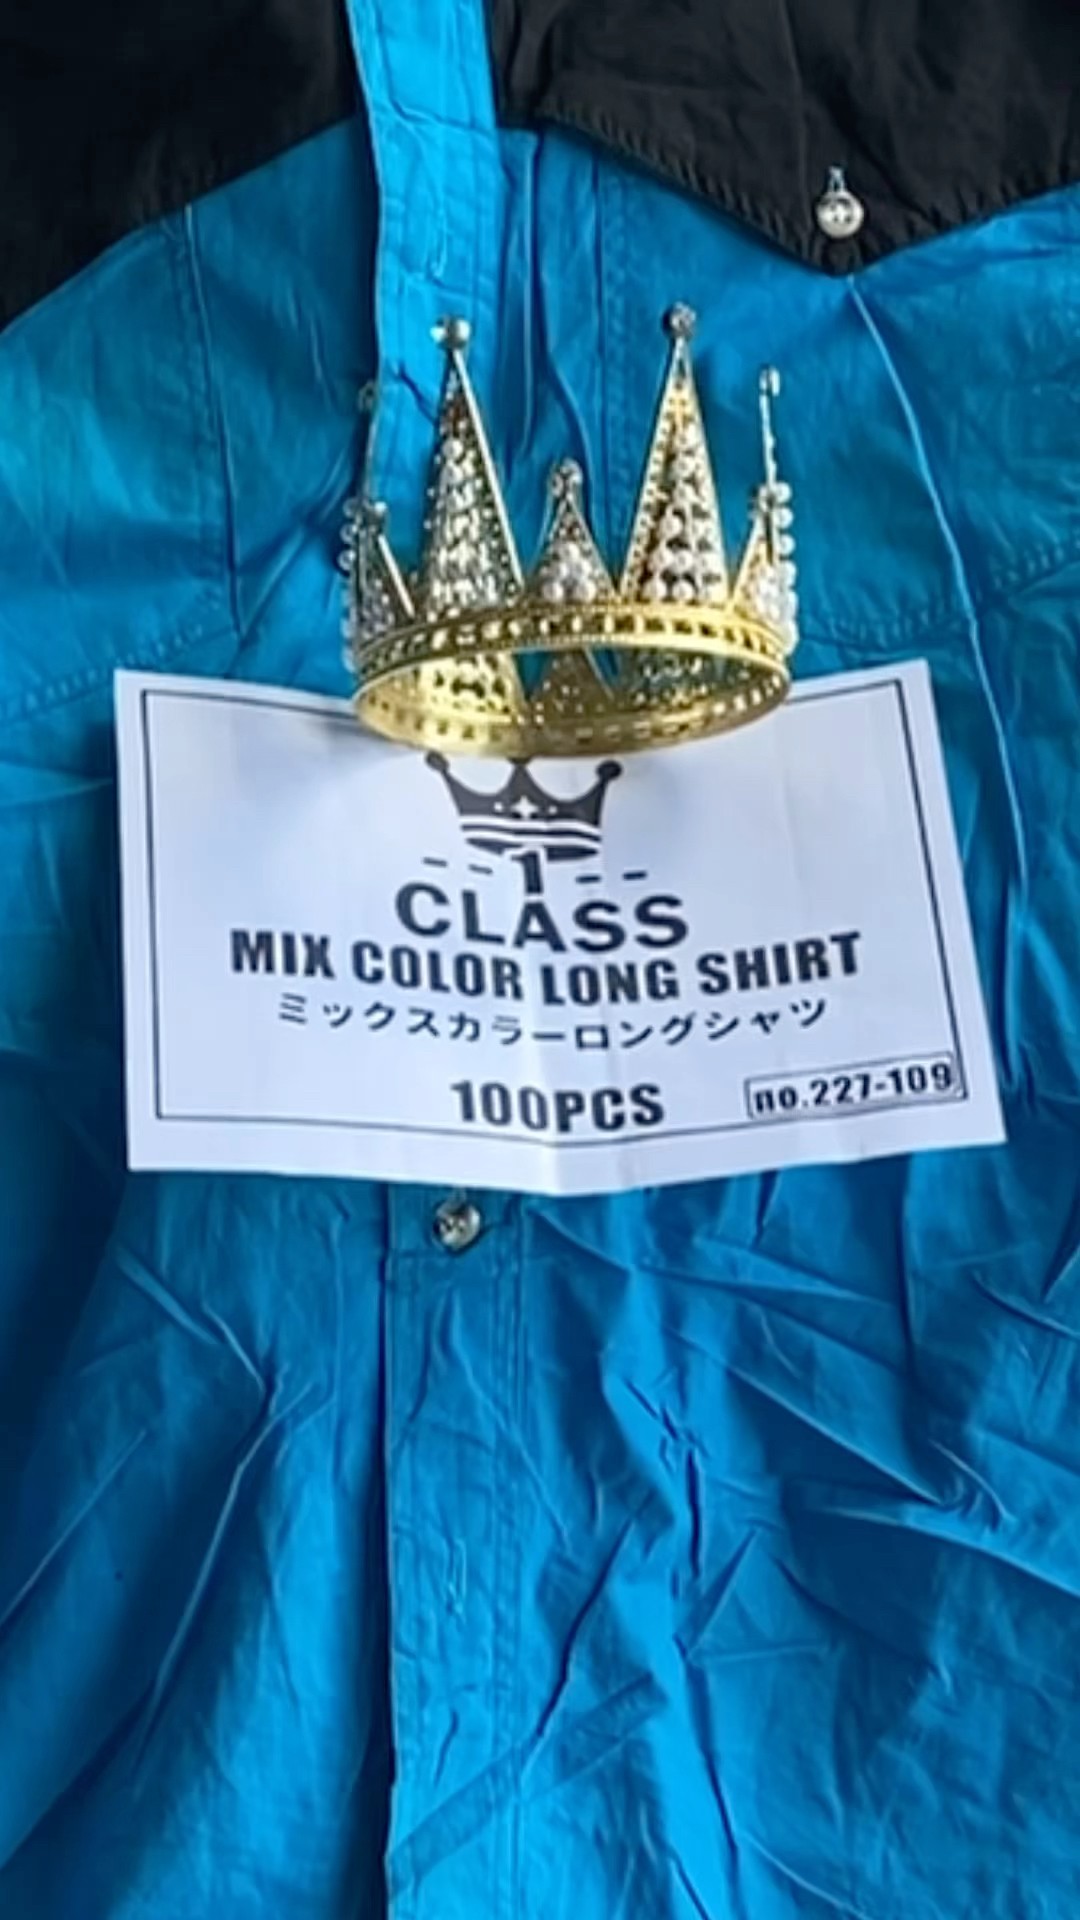 --1--
CLASS
MIX COLOR LONG SHIRT
ミックスカラーロングシャツ
100PCS
no.227-109